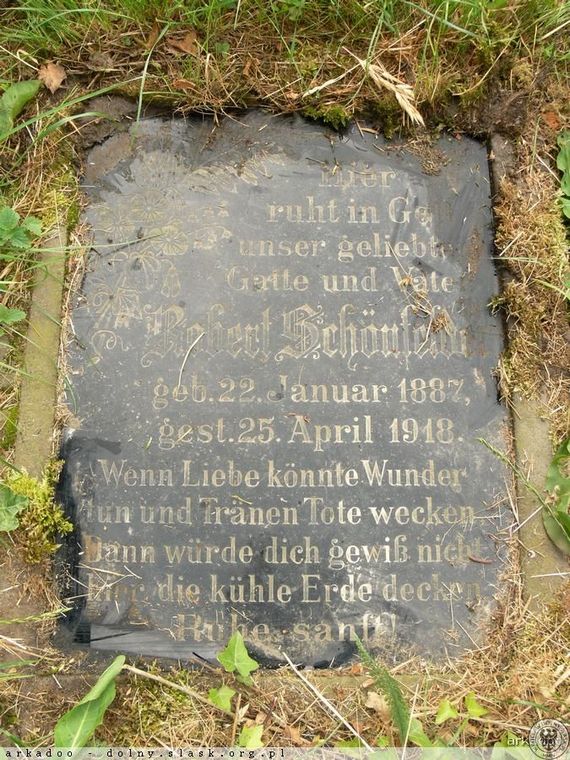 Hier
ruht in Gott
unser geliebter
Gatte und Vater
Robert Schönfelder
geb. 22. Januar 1887,
gest. 25. April 1918.
Wenn Liebe könnte Wunder
tun und Tränen Tote wecken
Dann würde dich gewiß nicht
hier die kühle Erde decken
Ruhe sanft!
arkadoo - dolny.slask.org.pl